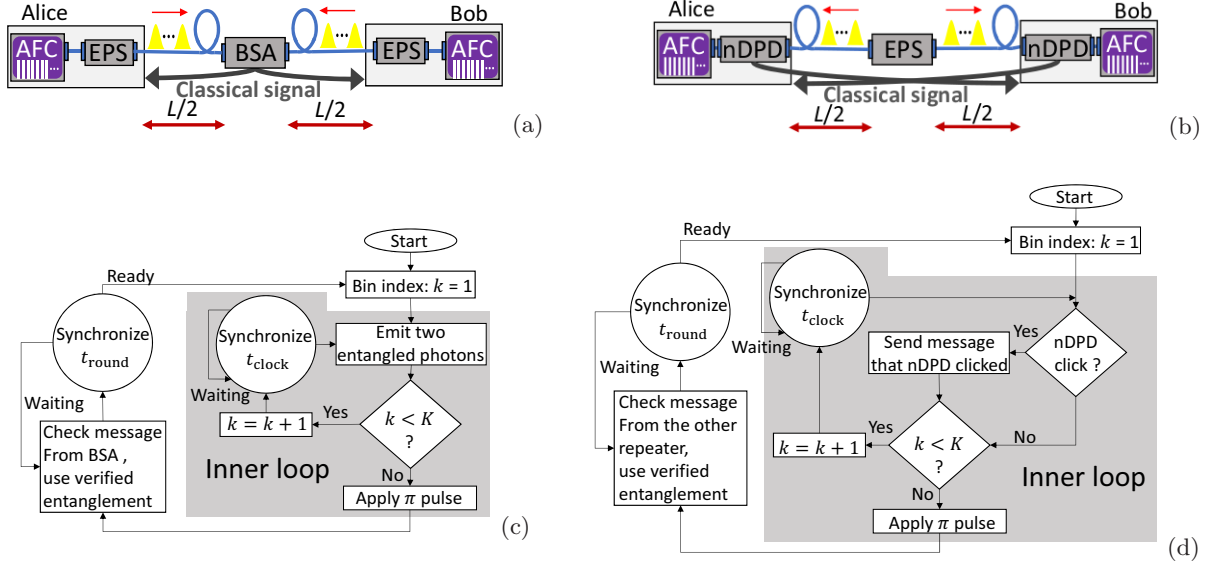 Alice
Bob
AFC
...
EPS
...
BSA
...
EPS
AFC
...
Classical signal
L/2
L/2
(a)
Alice
Bob
AFC
...
nDPD
...
EPS
...
nDPD
AFC
...
Classical signal
L/2
L/2
(b)
Start
Ready
Bin index: k = 1
Synchronize
t_round
Synchronize
t_clock
Emit two
entangled photons
Waiting
Waiting
Check message
From BSA ,
use verified
entanglement
k = k + 1
Yes
k < K
?
Inner loop
No
Apply π pulse
(c)
Start
Ready
Bin index: k = 1
Synchronize
t_round
Synchronize
t_clock
Waiting
Yes
Send message
that nDPD clicked
nDPD
click ?
Waiting
Check message
From the other
repeater,
use verified
entanglement
k = k + 1
Yes
k < K
?
No
Inner loop
No
Apply π pulse
(d)